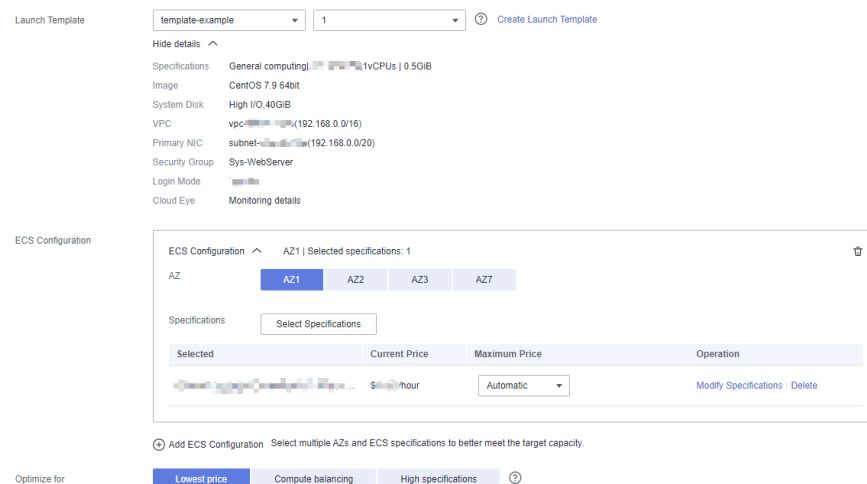 Launch Template template-example 1 Create Launch Template
Hide details
Specifications General computing| 1vCPUs | 0.5GiB
Image CentOS 7.9 64bit
System Disk High I/O,40GiB
VPC vpc- (192.168.0.0/16)
Primary NIC subnet- (192.168.0.0/20)
Security Group Sys-WebServer
Login Mode
Cloud Eye Monitoring details
ECS Configuration
ECS Configuration AZ1 | Selected specifications: 1
AZ AZ1 AZ2 AZ3 AZ7
Specifications Select Specifications
Selected Current Price Maximum Price Operation
... $ /hour Automatic Modify Specifications | Delete
Add ECS Configuration Select multiple AZs and ECS specifications to better meet the target capacity.
Optimize for Lowest price Compute balancing High specifications